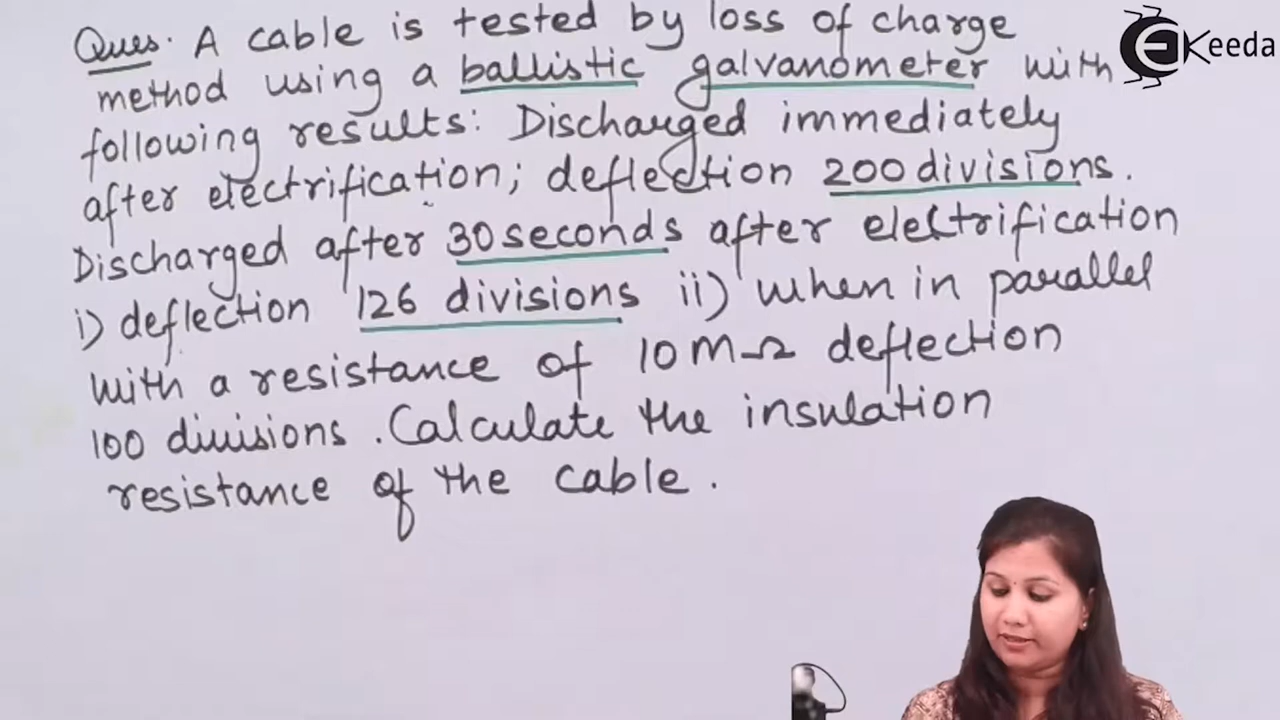 Ques. A cable is tested by loss of charge
method using a ballistic galvanometer with
following results: Discharged immediately
after electrification; deflection 200 divisions.
Discharged after 30 seconds after electrification
i) deflection 126 divisions ii) when in parallel
with a resistance of 10 MΩ deflection
100 divisions. Calculate the insulation
resistance of the cable.
EKeeda